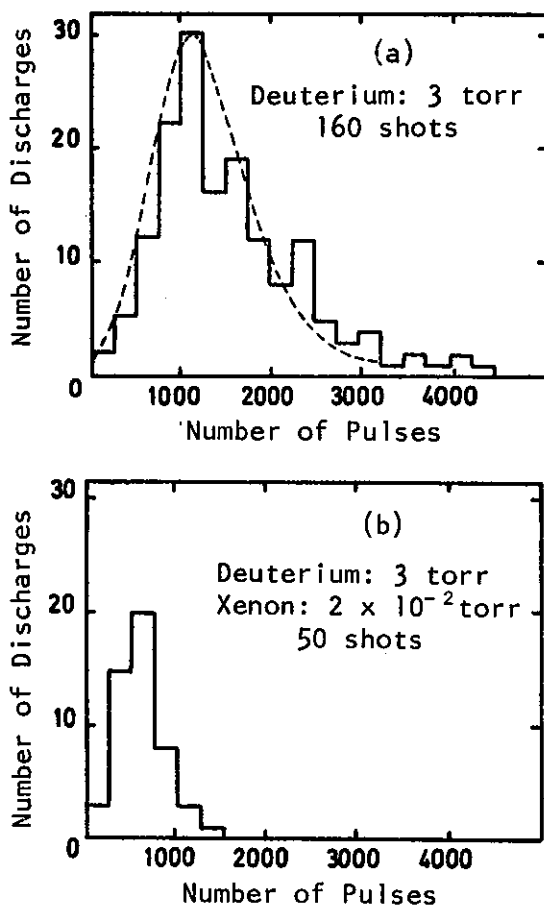 30
20
10
0
Number of Discharges
(a)
Deuterium: 3 torr
160 shots
1000 2000 3000 4000
Number of Pulses
30
20
10
0
Number of Discharges
(b)
Deuterium: 3 torr
Xenon: 2 x 10⁻² torr
50 shots
1000 2000 3000 4000
Number of Pulses